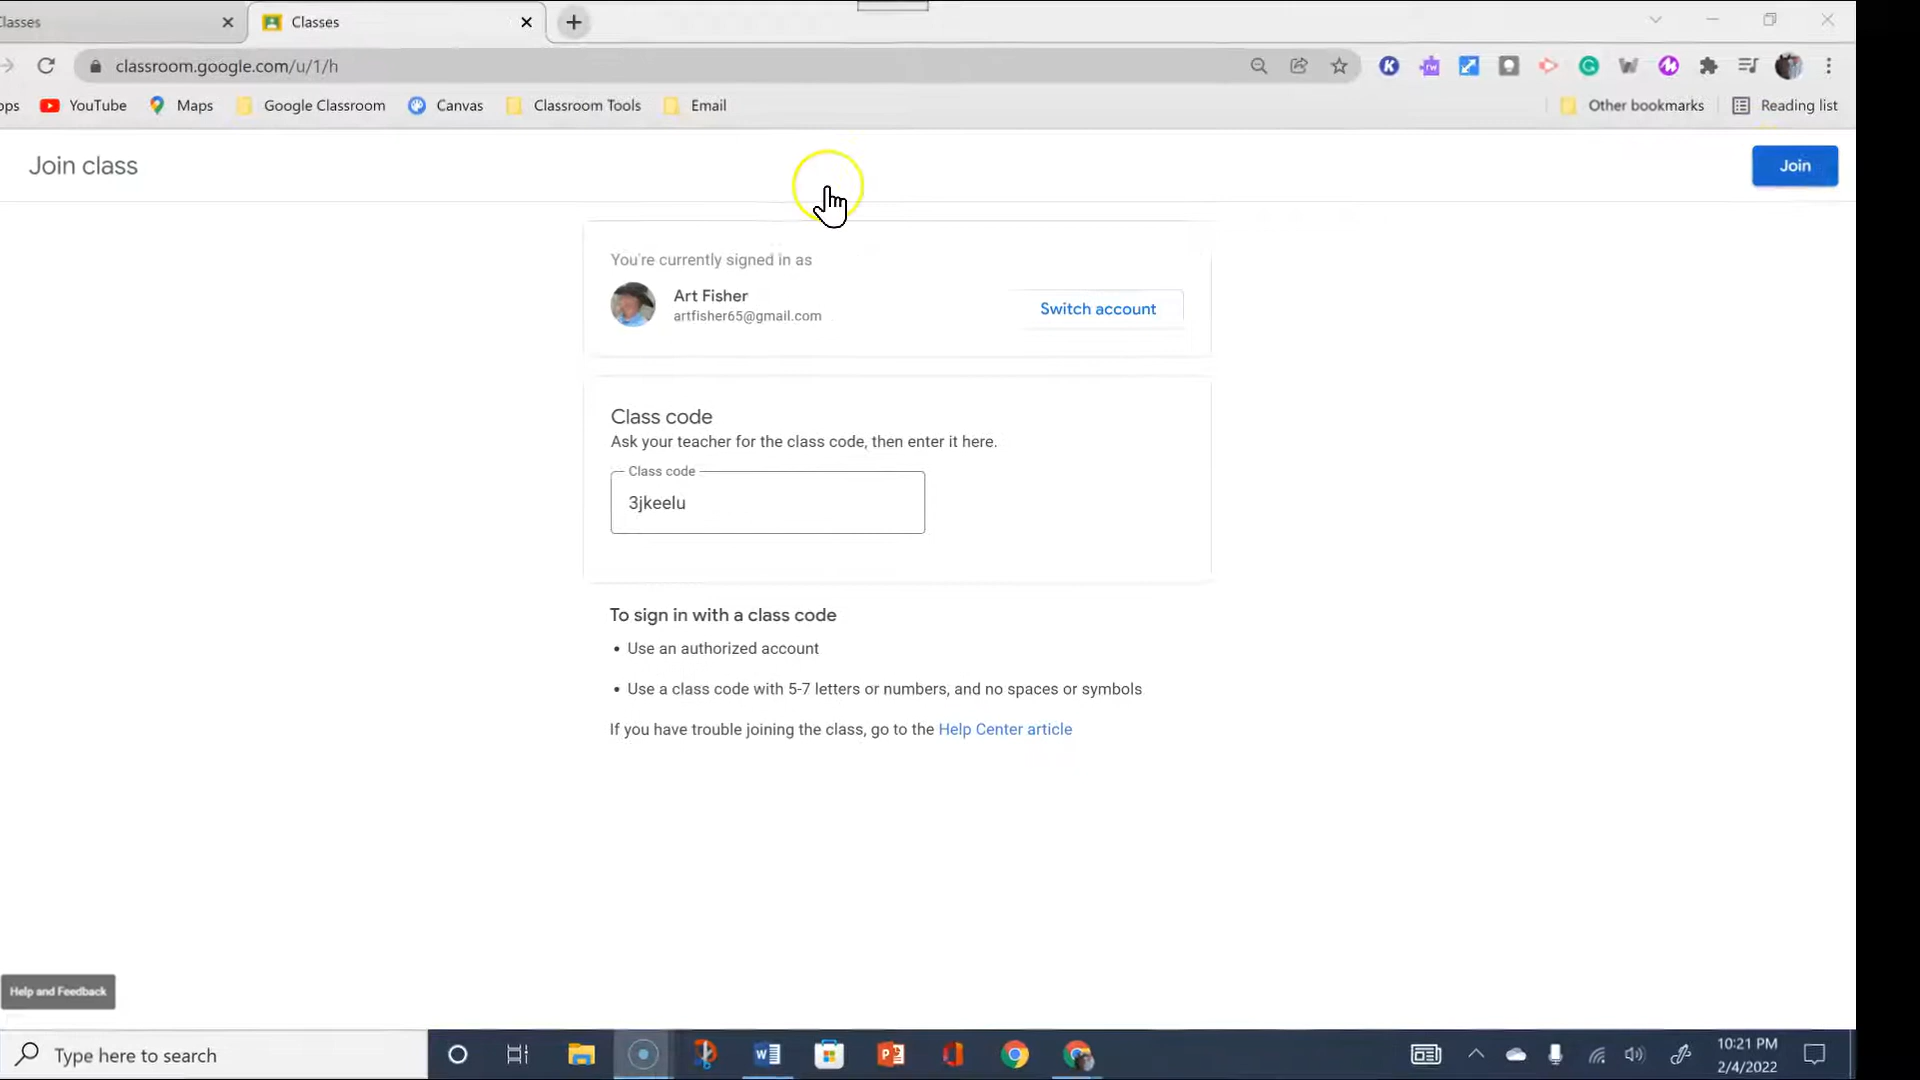 Classes
Classes
classroom.google.com/u/1/h
YouTube
Maps
Google Classroom
Canvas
Classroom Tools
Email
Other bookmarks
Reading list
Join class
Join
You're currently signed in as
Art Fisher
artfisher65@gmail.com
Switch account
Class code
Ask your teacher for the class code, then enter it here.
Class code
3jkeelu
To sign in with a class code
• Use an authorized account
• Use a class code with 5-7 letters or numbers, and no spaces or symbols
If you have trouble joining the class, go to the Help Center article
Help and Feedback
Type here to search
10:21 PM
2/4/2022